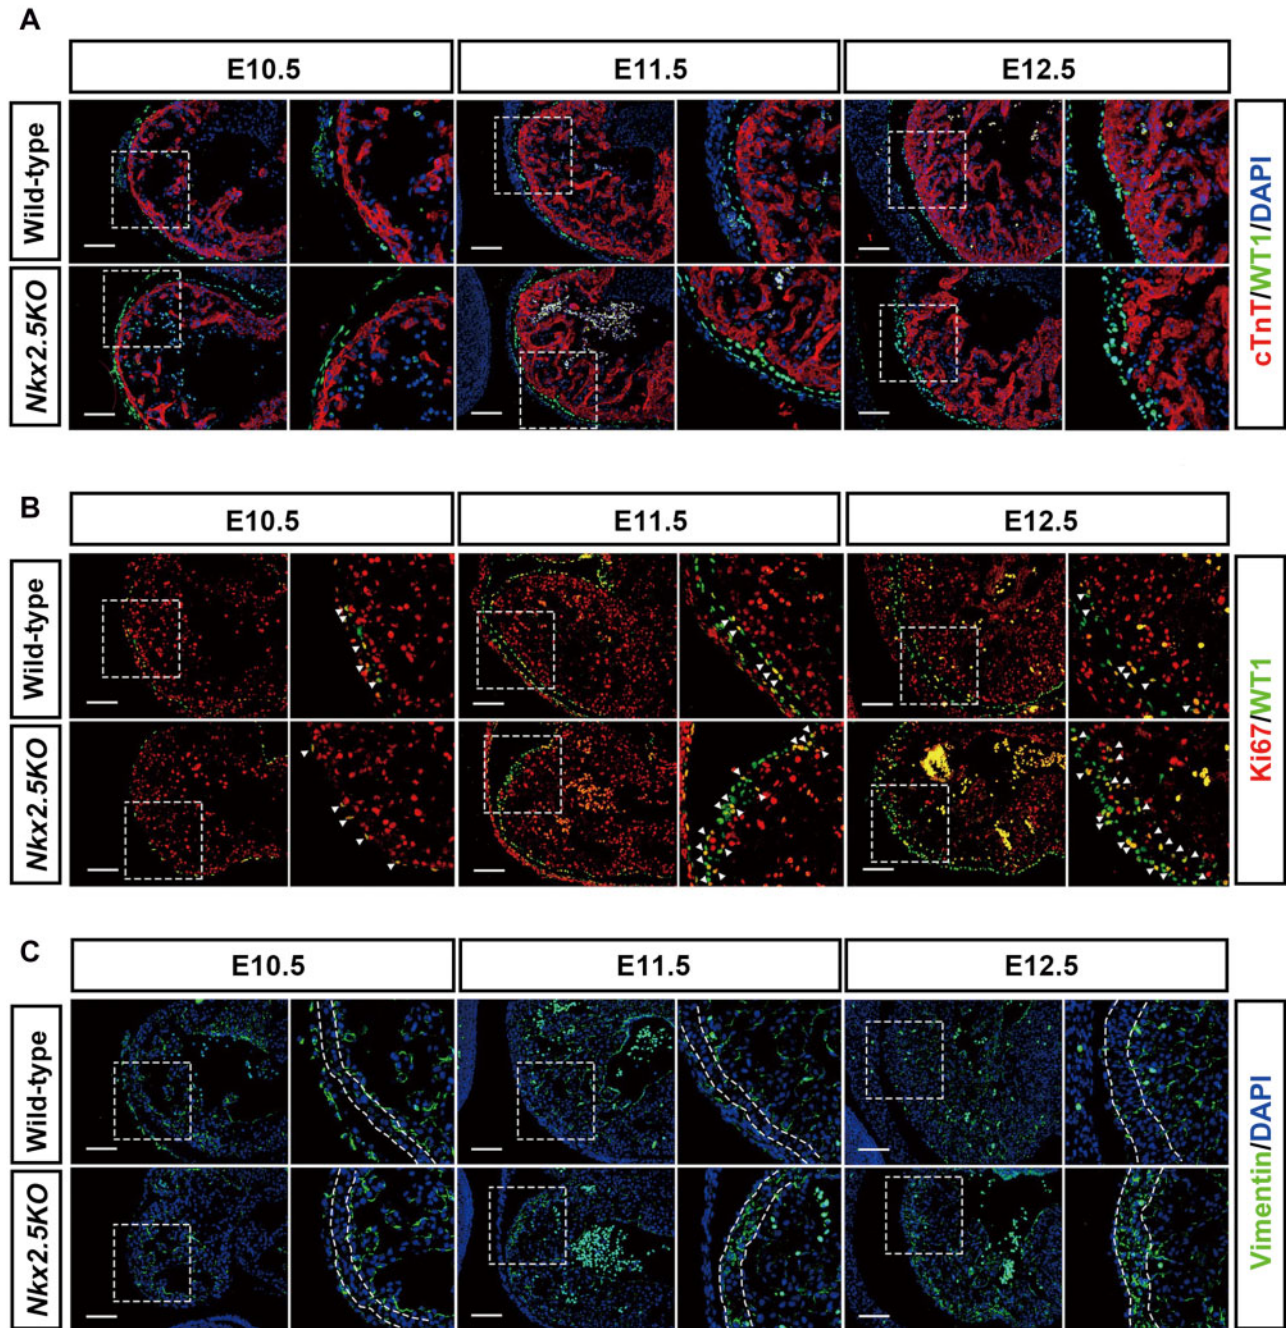 A
E10.5
E11.5
E12.5
Wild-type
Nkx2.5KO
cTnT/WT1/DAPI
B
E10.5
E11.5
E12.5
Wild-type
Nkx2.5KO
Ki67/WT1
C
E10.5
E11.5
E12.5
Wild-type
Nkx2.5KO
Vimentin/DAPI